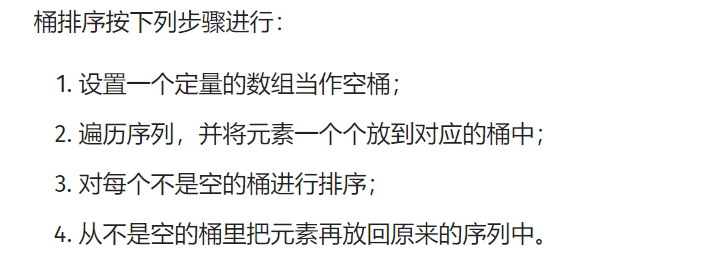 桶排序按下列步骤进行：
1. 设置一个定量的数组当作空桶；
2. 遍历序列，并将元素一个个放到对应的桶中；
3. 对每个不是空的桶进行排序；
4. 从不是空的桶里把元素再放回原来的序列中。